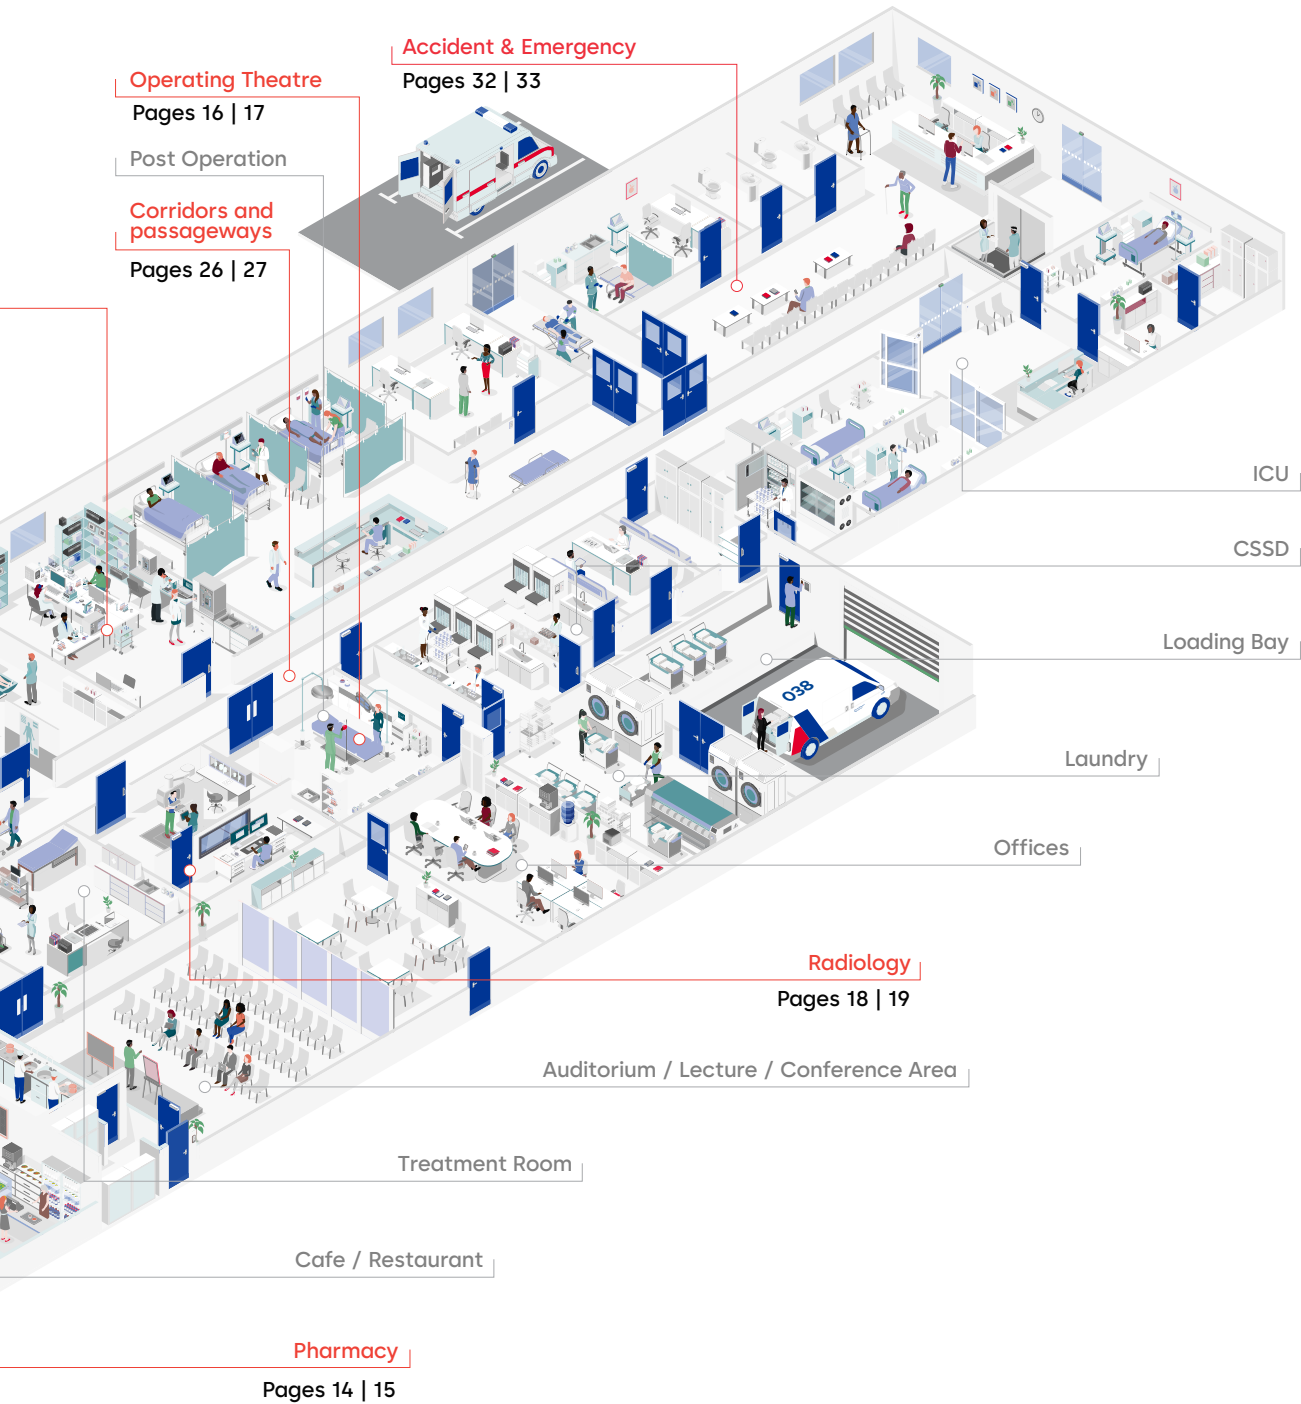 Accident & Emergency
Pages 32 | 33
Operating Theatre
Pages 16 | 17
Post Operation
Corridors and
passageways
Pages 26 | 27
ICU
CSSD
Loading Bay
038
Laundry
Offices
Radiology
Pages 18 | 19
Auditorium / Lecture / Conference Area
Treatment Room
Cafe / Restaurant
Pharmacy
Pages 14 | 15